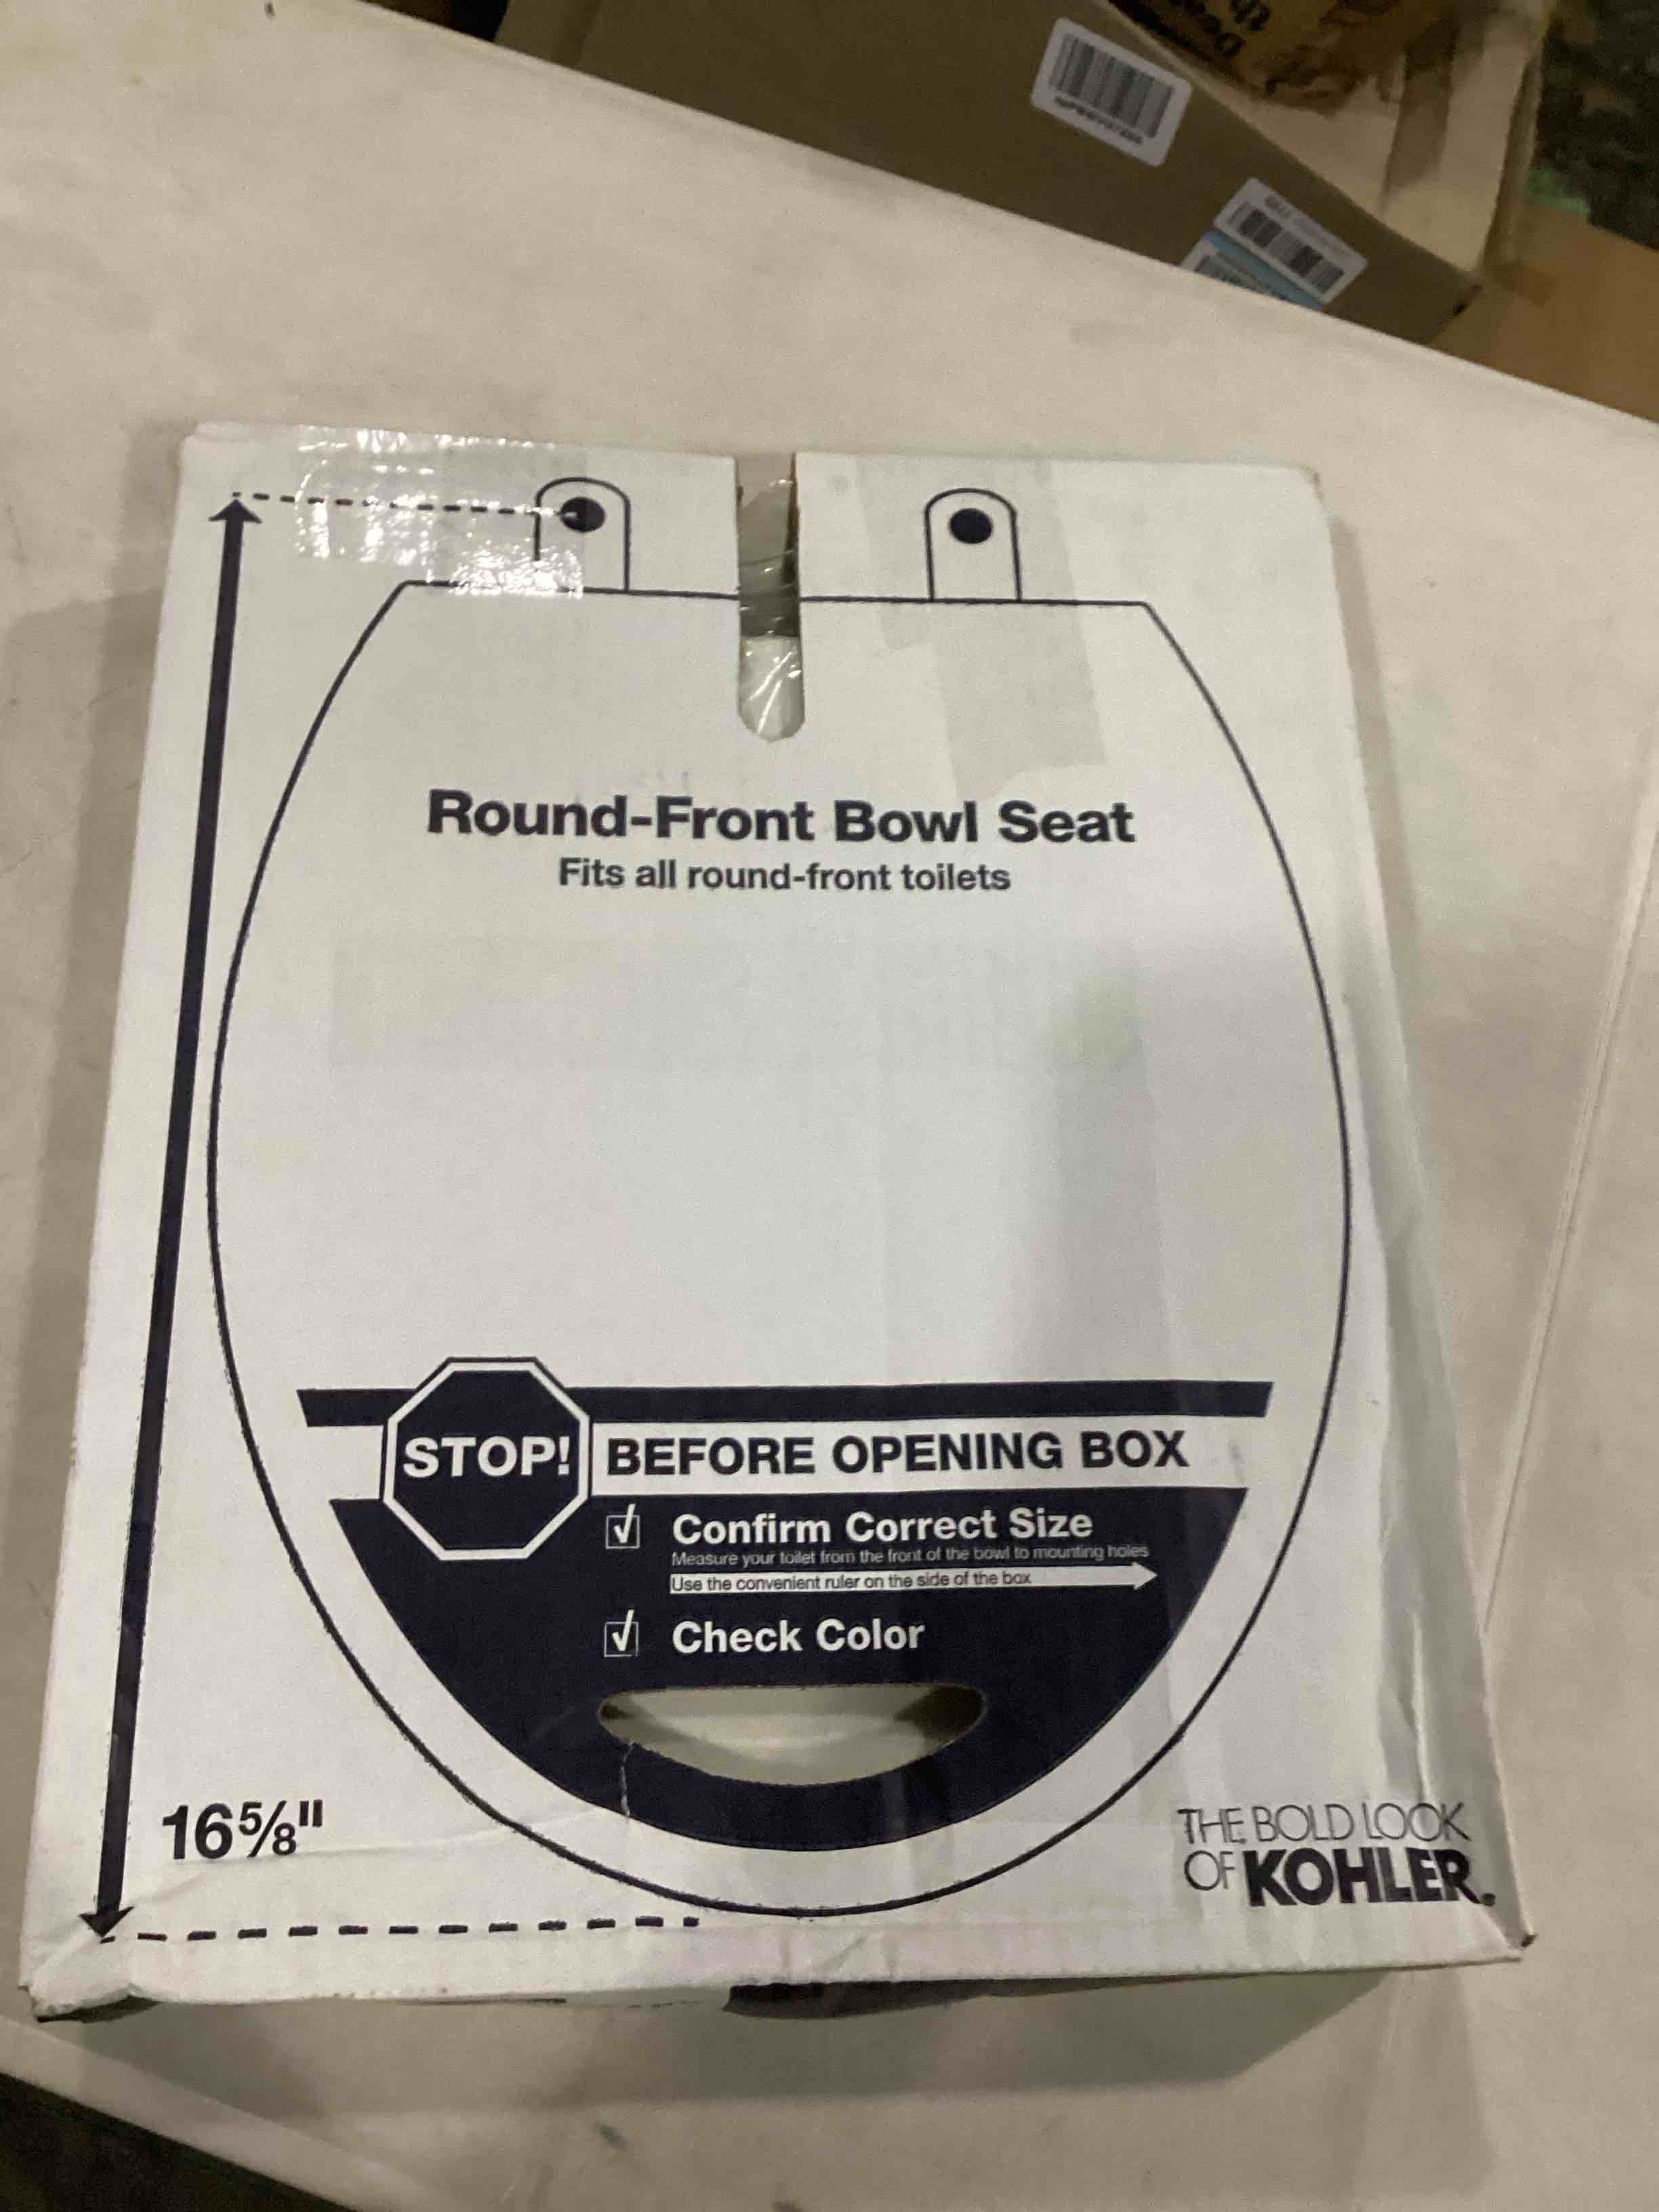 Round-Front Bowl Seat
Fits all round-front toilets
STOP! BEFORE OPENING BOX
Confirm Correct Size
Measure your toilet from the front of the bowl to mounting holes
Use the convenient ruler on the side of the box
Check Color
16⅝"
THE BOLD LOOK
OF KOHLER.